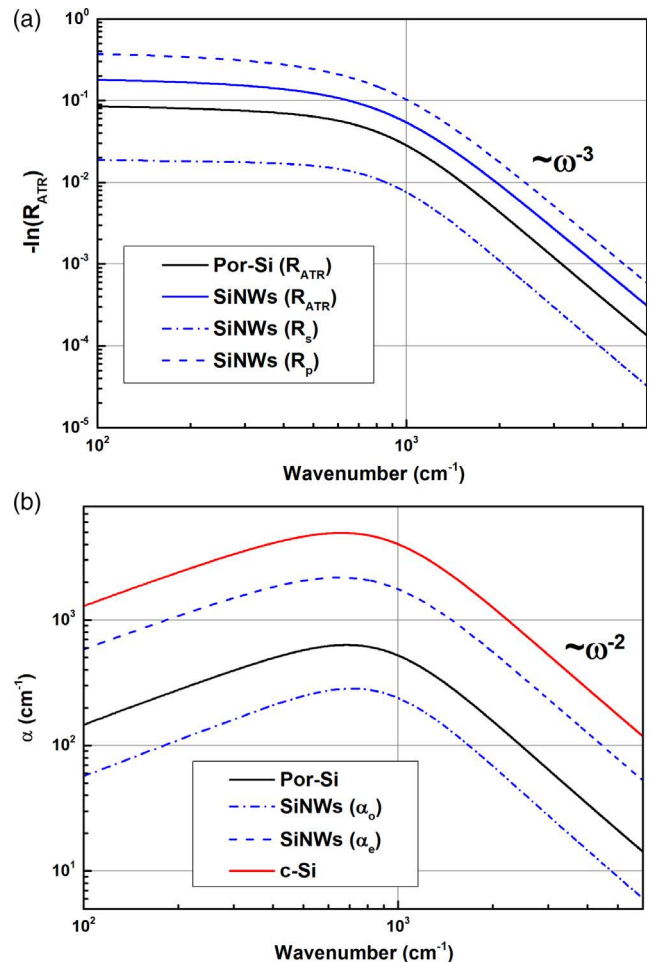 (a)
10⁰
10⁻¹
10⁻²
10⁻³
10⁻⁴
10⁻⁵
-ln(R_ATR)
~ω⁻³
Por-Si (R_ATR)
SiNWs (R_ATR)
SiNWs (R_s)
SiNWs (R_p)
10² 10³
Wavenumber (cm⁻¹)
(b)
10³
10²
10¹
α (cm⁻¹)
~ω⁻²
Por-Si
SiNWs (α_o)
SiNWs (α_e)
c-Si
10² 10³
Wavenumber (cm⁻¹)